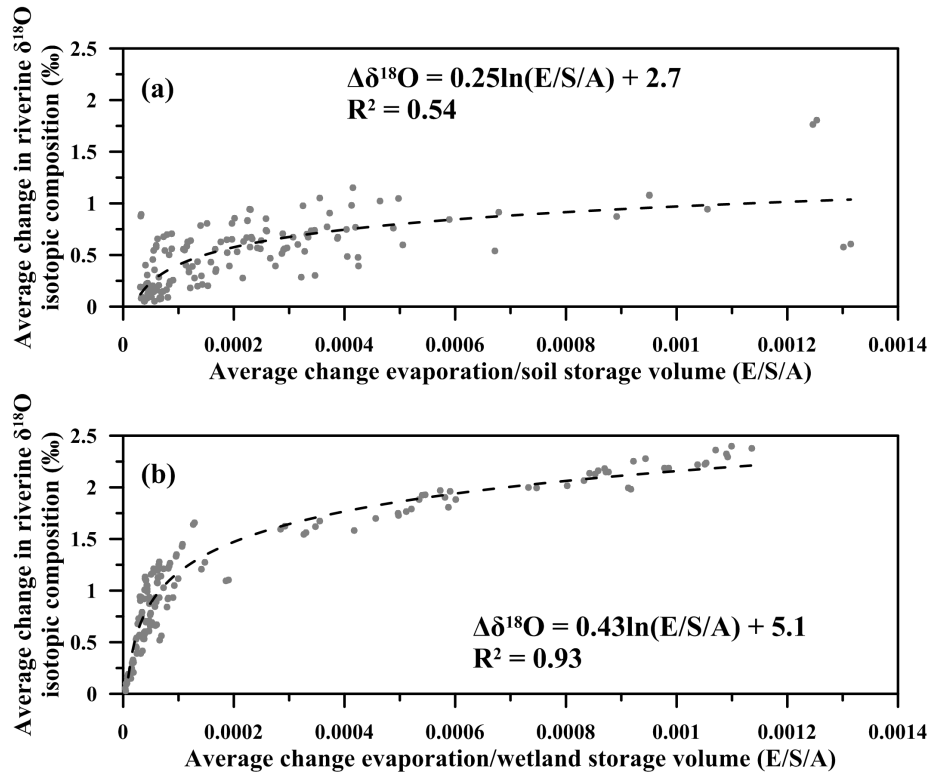 Average change in riverine δ¹⁸O
isotopic composition (‰)
2.5
2
1.5
1
0.5
0
(a)
Δδ¹⁸O = 0.25ln(E/S/A) + 2.7
R² = 0.54
0 0.0002 0.0004 0.0006 0.0008 0.001 0.0012 0.0014
Average change evaporation/soil storage volume (E/S/A)
Average change in riverine δ¹⁸O
isotopic composition (‰)
2.5
2
1.5
1
0.5
0
(b)
Δδ¹⁸O = 0.43ln(E/S/A) + 5.1
R² = 0.93
0 0.0002 0.0004 0.0006 0.0008 0.001 0.0012 0.0014
Average change evaporation/wetland storage volume (E/S/A)